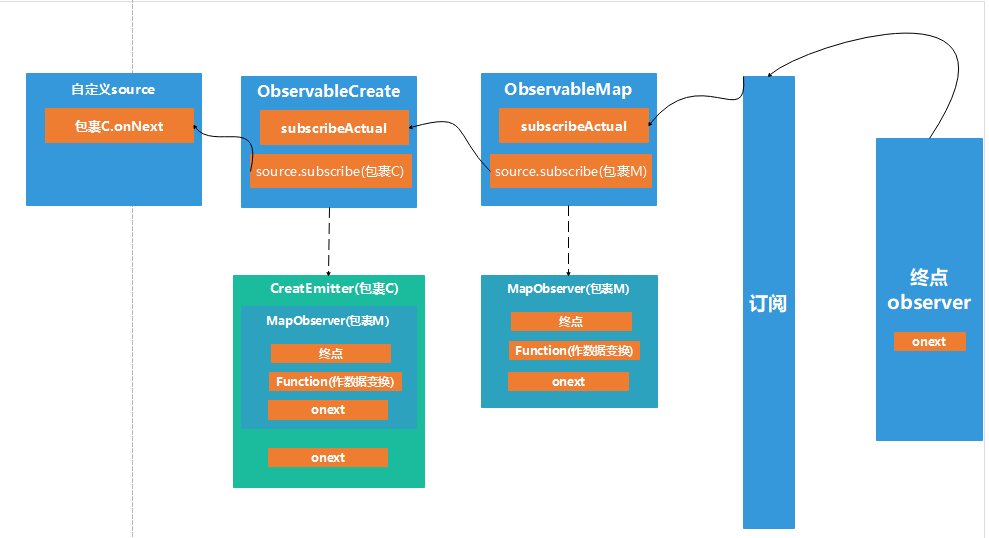 自定义source
包裹C.onNext
ObservableCreate
subscribeActual
source.subscribe(包裹C)
ObservableMap
subscribeActual
source.subscribe(包裹M)
CreatEmitter(包裹C)
MapObserver(包裹M)
终点
Function(作数据变换)
onext
onext
MapObserver(包裹M)
终点
Function(作数据变换)
onext
订阅
终点
observer
onext